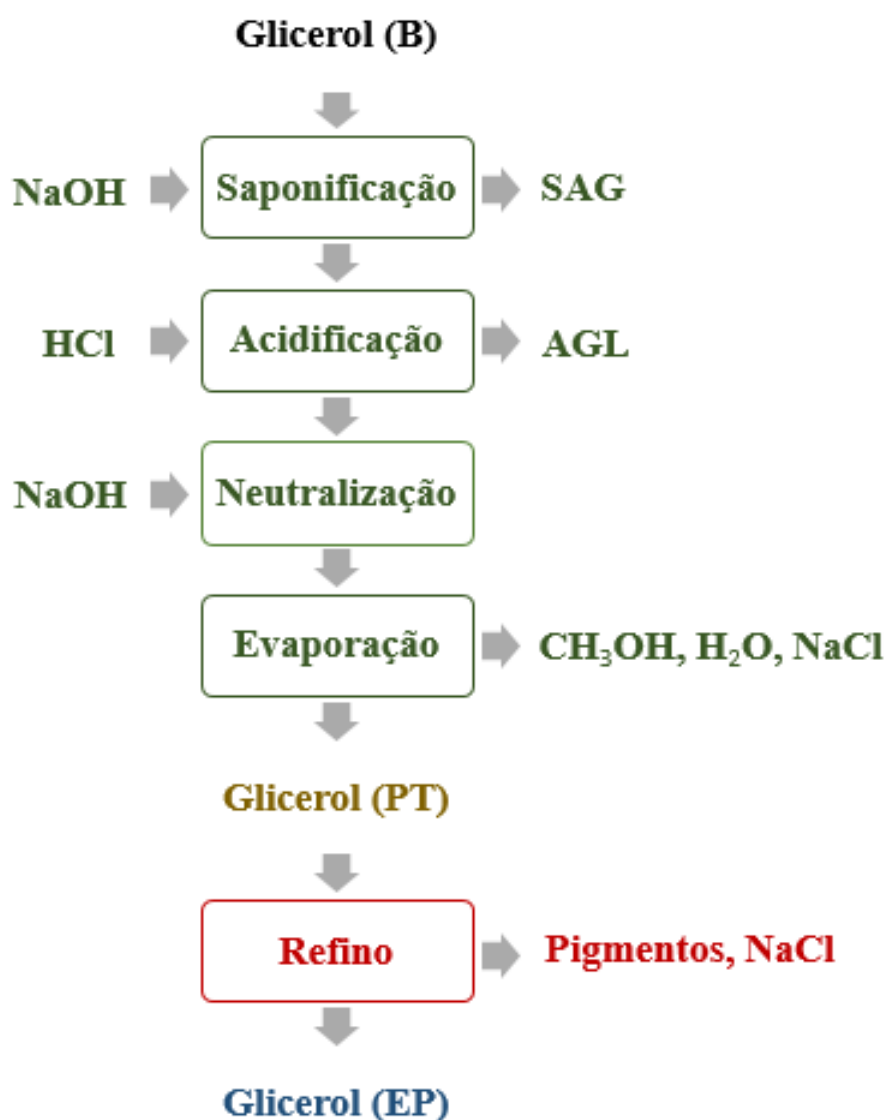 Glicerol (B)
NaOH Saponificação SAG
HCl Acidificação AGL
NaOH Neutralização
Evaporação CH₃OH, H₂O, NaCl
Glicerol (PT)
Refino Pigmentos, NaCl
Glicerol (EP)